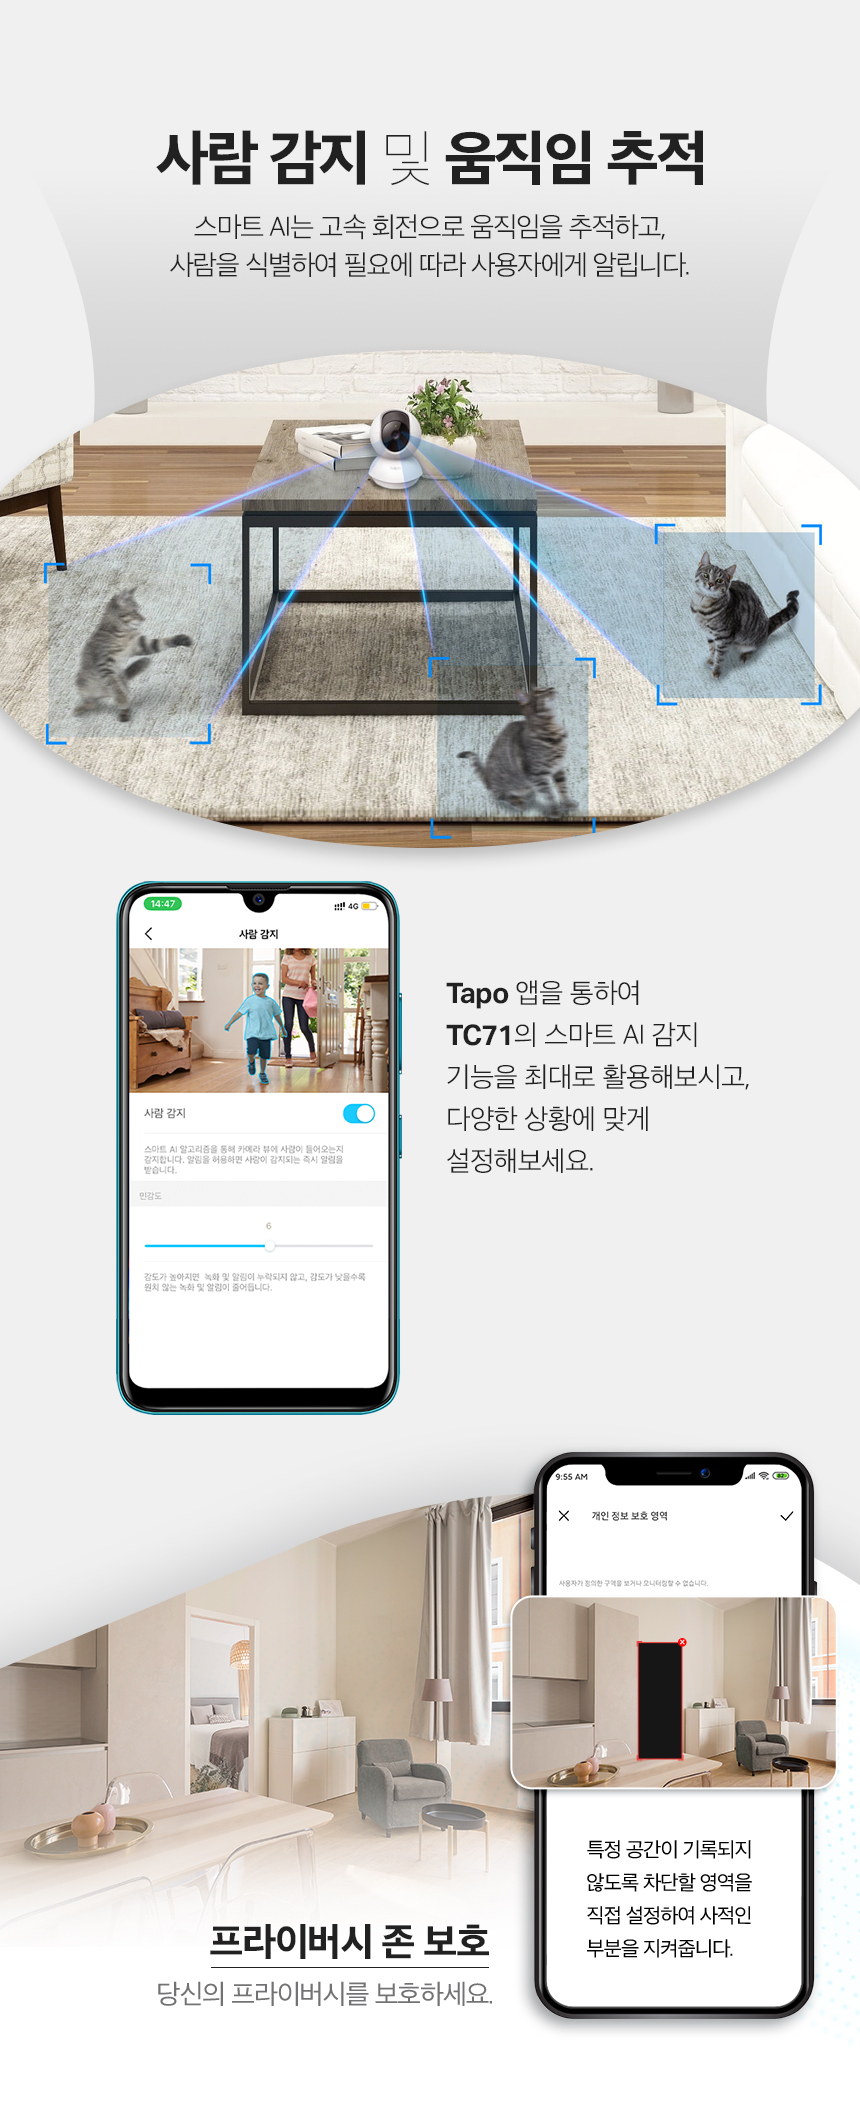 사람 감지 및 움직임 추적
스마트 AI는 고속 회전으로 움직임을 추적하고,
사람을 식별하여 필요에 따라 사용자에게 알립니다.
14:47
4G
사람 감지
사람 감지
스마트 AI 알고리즘을 통해 카메라 뷰에 사람이 들어오는지
감지합니다. 알림을 허용하면 사람이 감지되는 즉시 알림을
받습니다.
민감도
6
감도가 높아지면 녹화 및 알림이 누락되지 않고, 감도가 낮을수록
원치 않는 녹화 및 알림이 줄어듭니다.
Tapo 앱을 통하여
TC71의 스마트 AI 감지
기능을 최대로 활용해보시고,
다양한 상황에 맞게
설정해보세요.
9:55 AM
82
개인 정보 보호 영역
사용자가 정의한 구역을 보거나 모니터링할 수 없습니다.
특정 공간이 기록되지
않도록 차단할 영역을
직접 설정하여 사적인
부분을 지켜줍니다.
프라이버시 존 보호
당신의 프라이버시를 보호하세요.